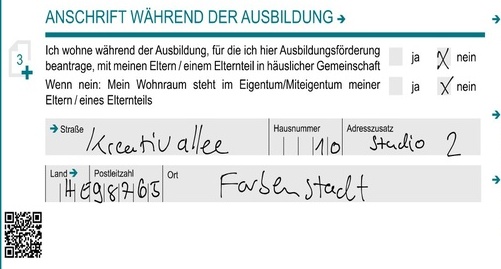 ANSCHRIFT WÄHREND DER AUSBILDUNG →
3
Ich wohne während der Ausbildung, für die ich hier Ausbildungsförderung
beantrage, mit meinen Eltern / einem Elternteil in häuslicher Gemeinschaft ja X nein
Wenn nein: Mein Wohnraum steht im Eigentum/Miteigentum meiner ja X nein
Eltern / eines Elternteils
→ Straße Hausnummer Adresszusatz
Kreativallee 10 Studio 2
Land → Postleitzahl Ort
98765 Farbenstadt